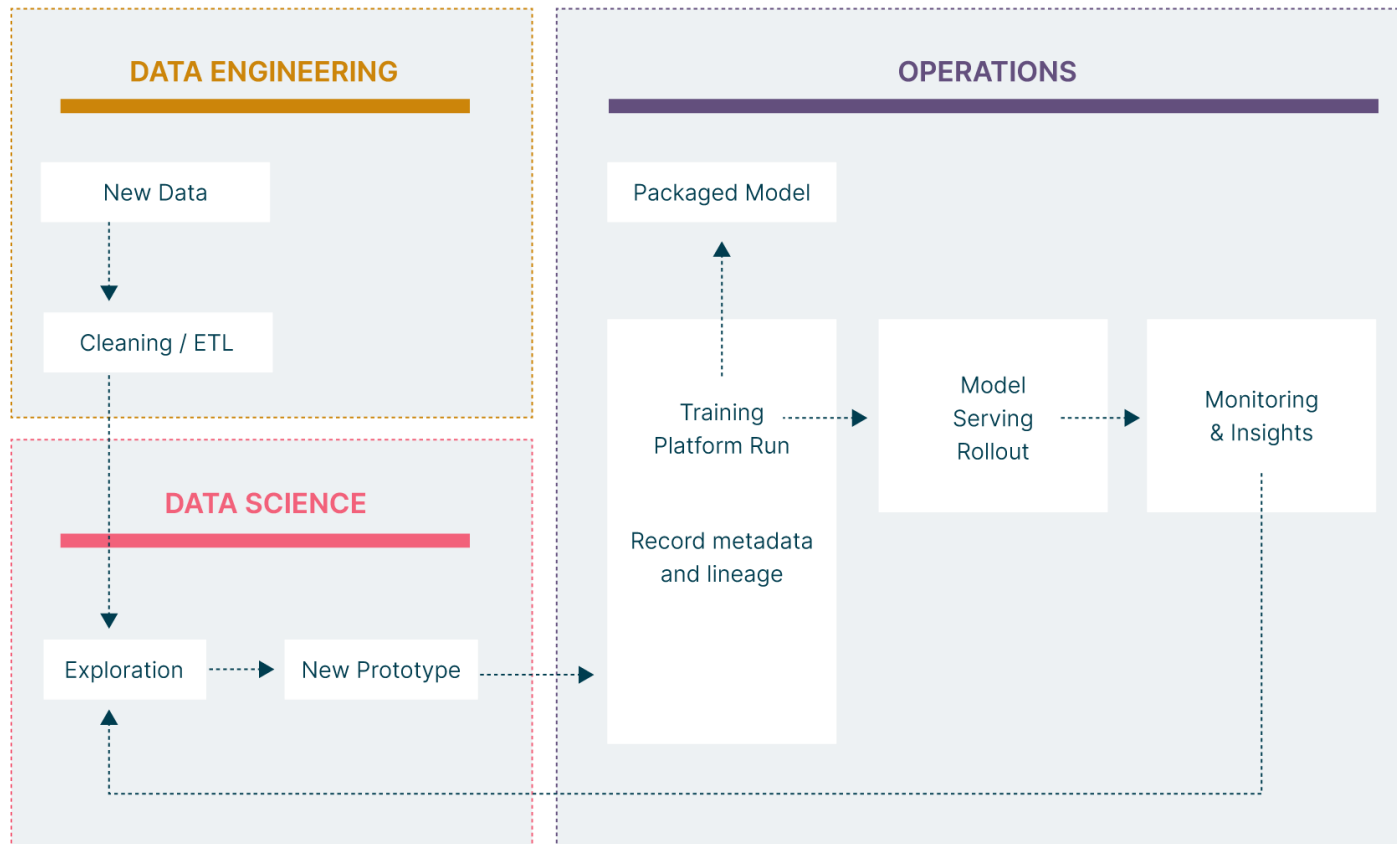 DATA ENGINEERING
New Data
Cleaning / ETL
DATA SCIENCE
Exploration
New Prototype
OPERATIONS
Packaged Model
Training
Platform Run
Record metadata
and lineage
Model
Serving
Rollout
Monitoring
& Insights